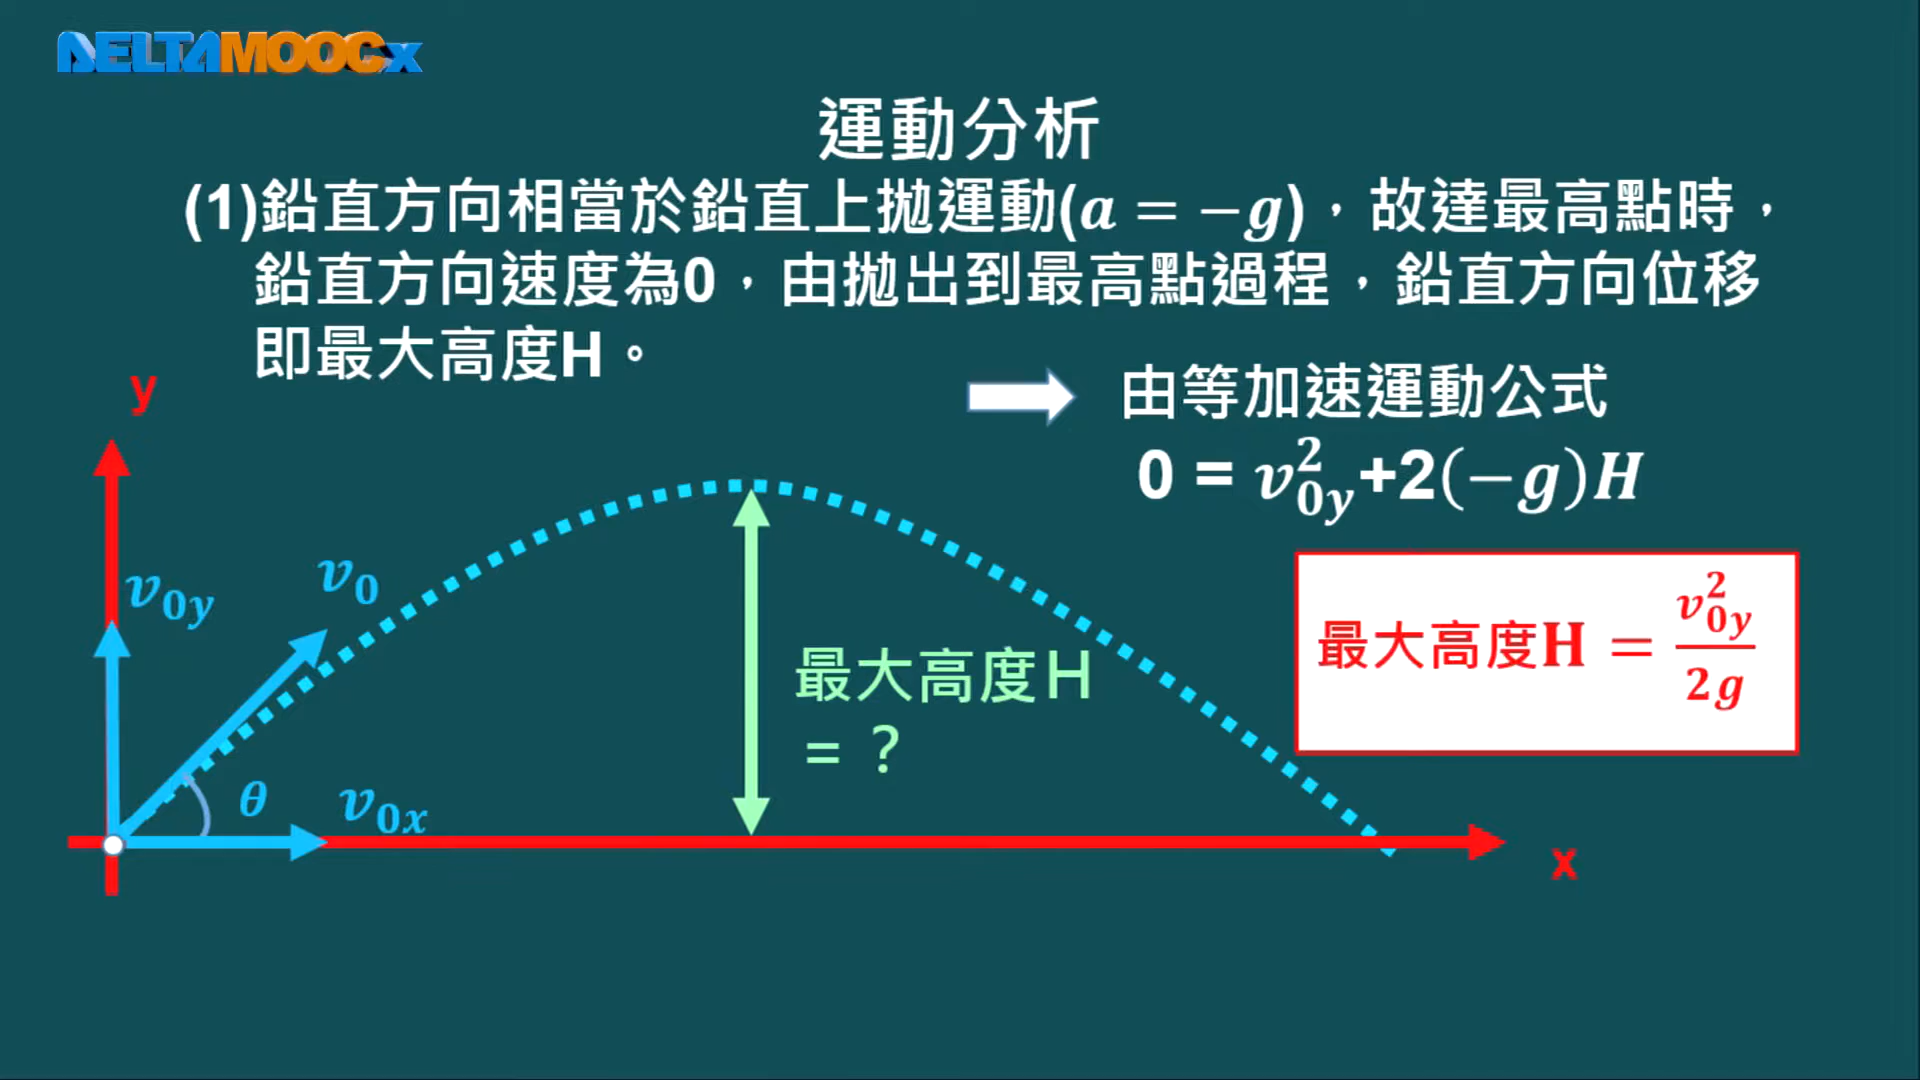 DELTAMOOCx
運動分析
(1)鉛直方向相當於鉛直上拋運動(a = −g)，故達最高點時，
鉛直方向速度為0，由拋出到最高點過程，鉛直方向位移
即最大高度H。
由等加速運動公式
0 = v₀y²+2(−g)H
最大高度H = v₀y²/2g
y
v₀y
v₀
θ
v₀x
最大高度H
= ？
x